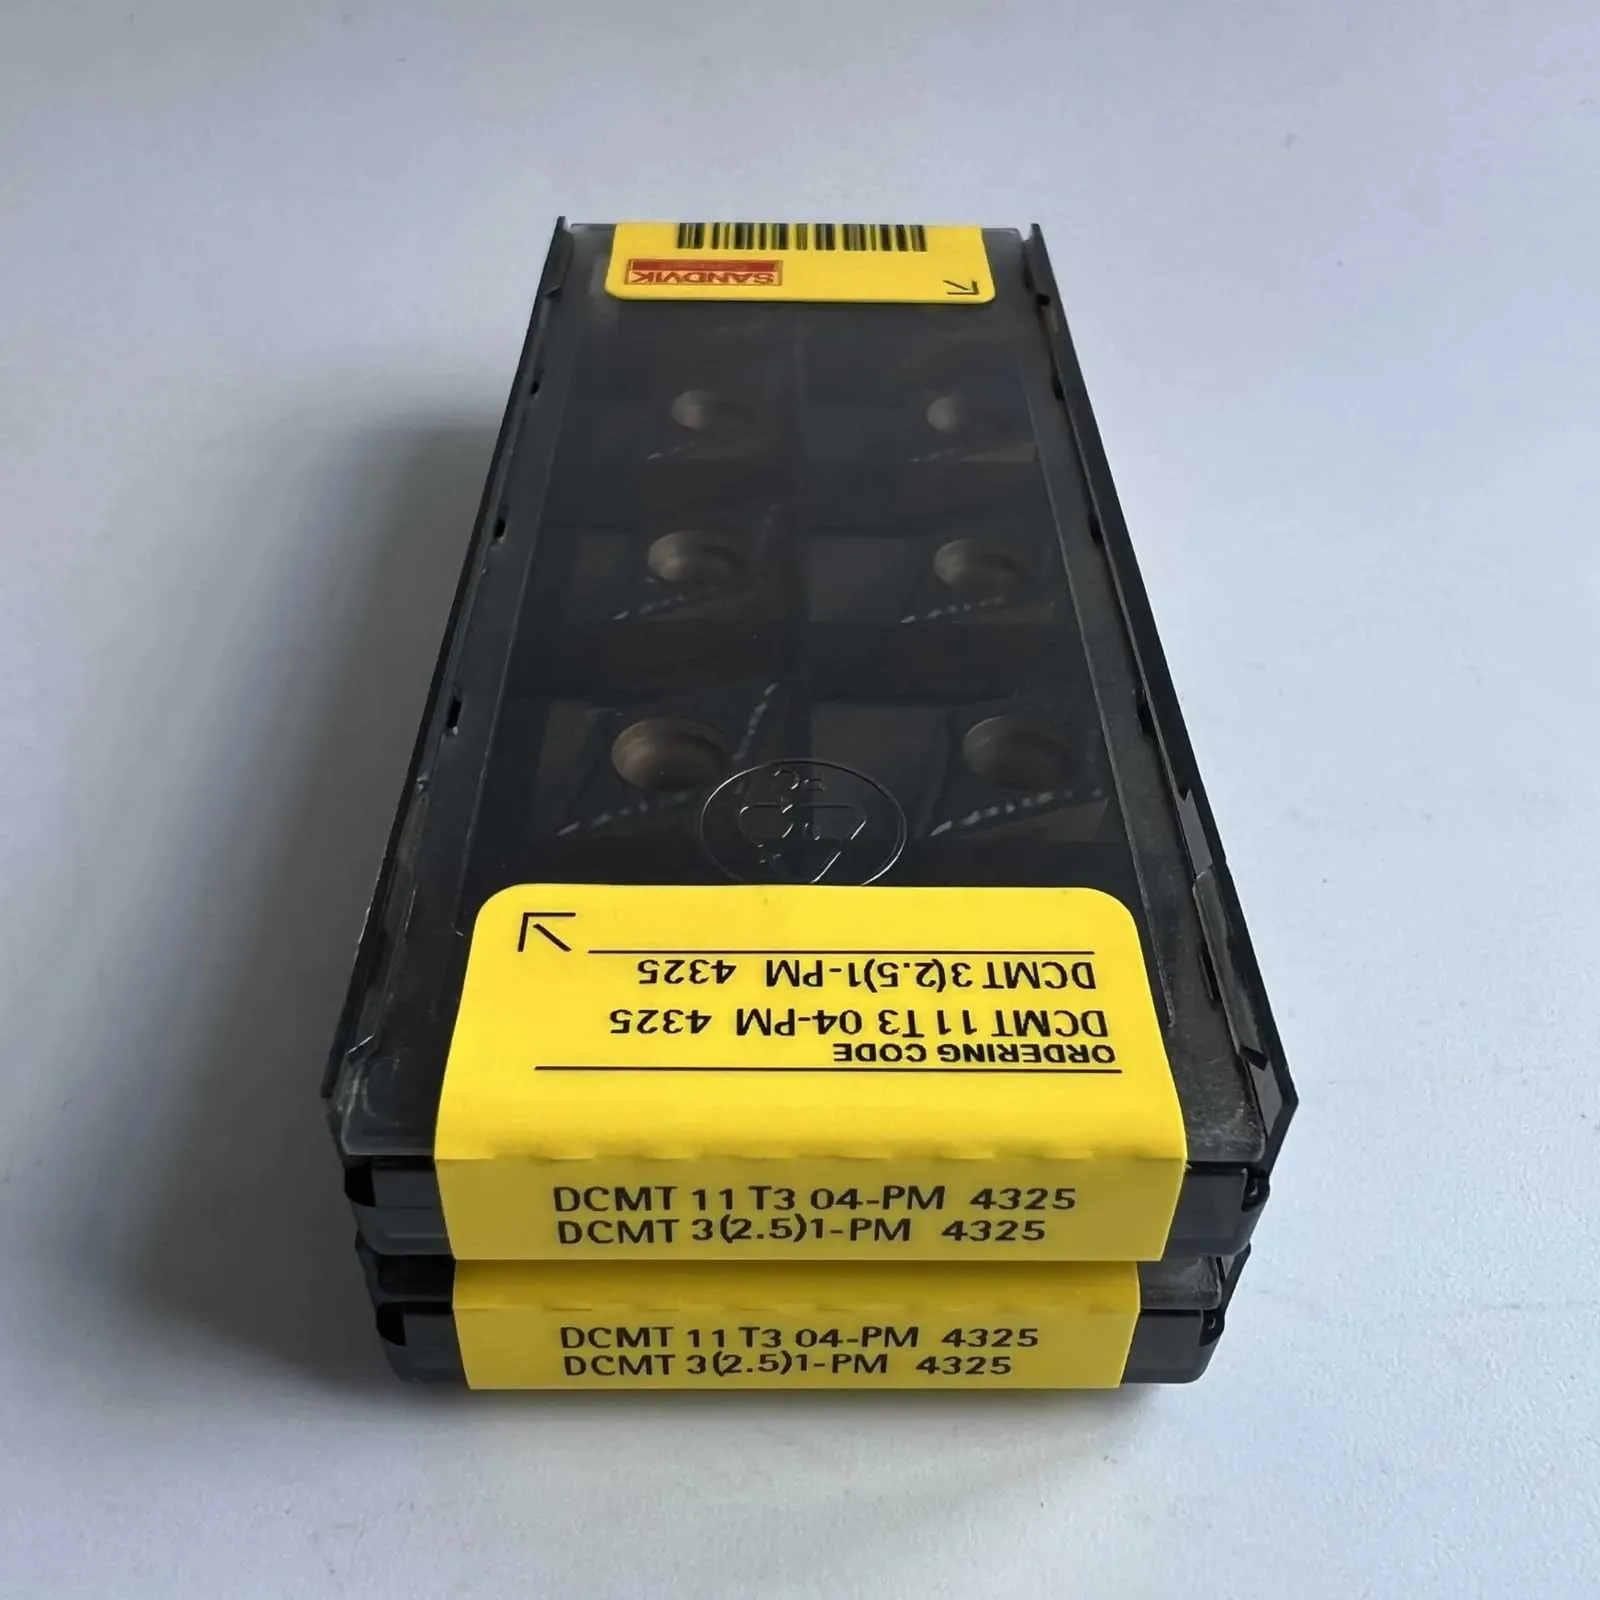 SANDVIK
DCMT 3(2.5)1-PM 4325
DCMT 11 T3 04-PM 4325
ORDERING CODE
DCMT 11 T3 04-PM 4325
DCMT 3(2.5)1-PM 4325
DCMT 11 T3 04-PM 4325
DCMT 3(2.5)1-PM 4325